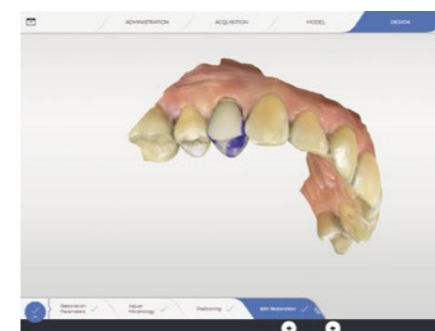 ADMINISTRATION ACQUISITION MODEL DESIGN
Restoration Parameters
Adjust Morphology
Positioning
Edit Restoration